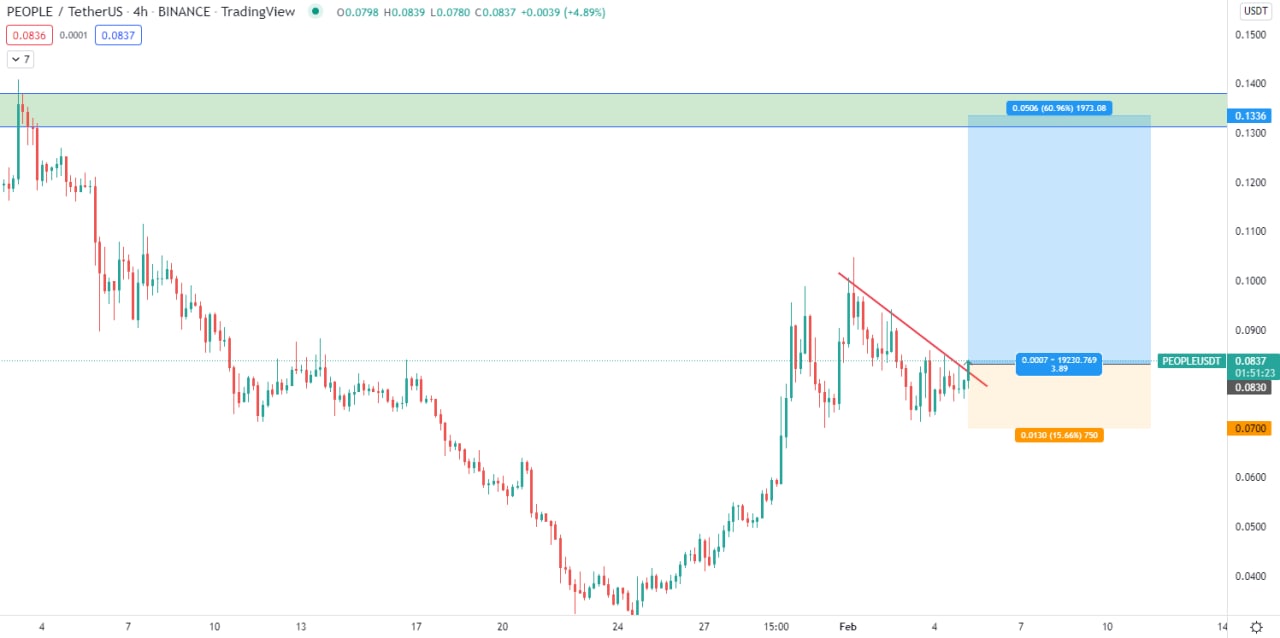 PEOPLE / TetherUS · 4h · BINANCE · TradingView O0.0798 H0.0839 L0.0780 C0.0837 +0.0039 (+4.89%)
USDT
0.0836 0.0001 0.0837
7
0.1500
0.1400
0.0506 (60.96%) 1973.08
0.1336
0.1300
0.1200
0.1100
0.1000
0.0900
0.0007 ~ 19230.769
3.89
PEOPLEUSDT 0.0837
01:51:23
0.0830
0.0700
0.0130 (15.66%) 750
0.0600
0.0500
0.0400
4 7 10 13 17 20 24 27 15:00 Feb 4 7 10 14